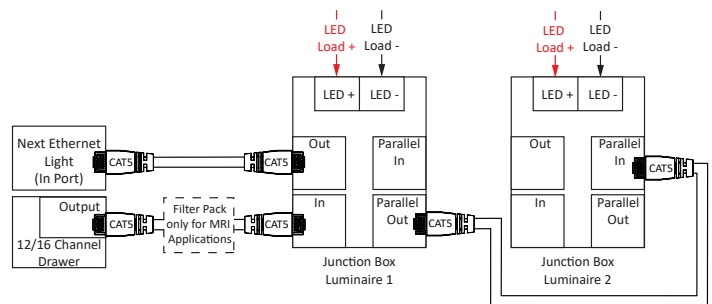 LED
Load +
LED
Load -
LED
Load +
LED
Load -
LED +
LED -
LED +
LED -
Next Ethernet
Light
(In Port)
CAT5
CAT5
Out
Parallel
In
Out
Parallel
In
CAT5
Output
12/16 Channel
Drawer
CAT5
Filter Pack
only for MRI
Applications
CAT5
In
Parallel
Out
CAT5
In
Parallel
Out
Junction Box
Luminaire 1
Junction Box
Luminaire 2